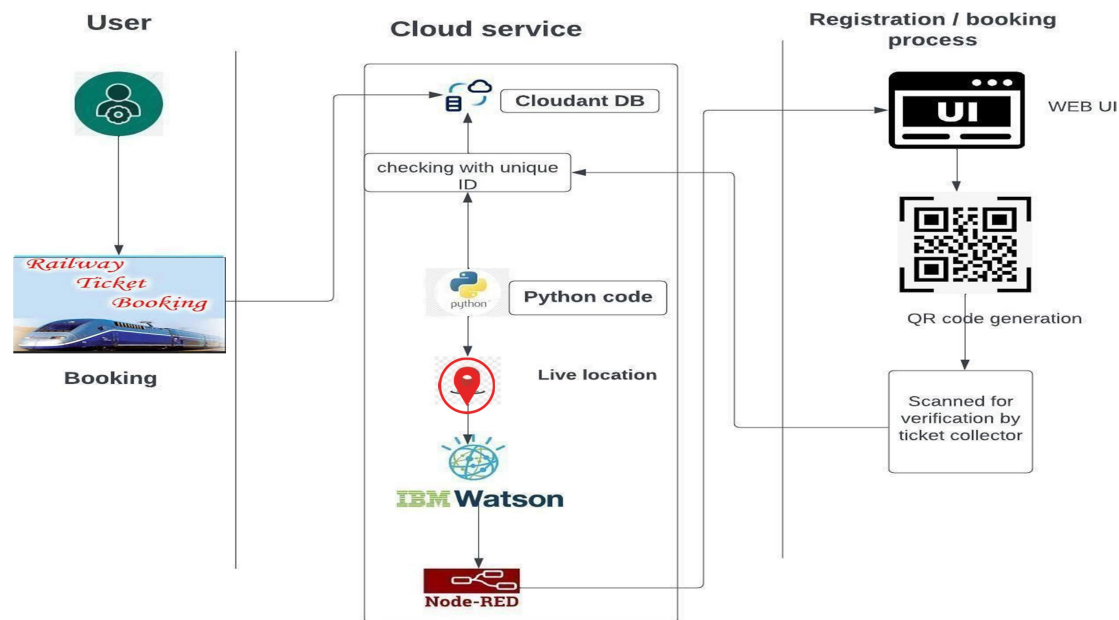 User
Railway
Ticket
Booking
Booking
Cloud service
Cloudant DB
checking with unique
ID
python
Python code
Live location
IBM Watson
Node-RED
Registration / booking
process
UI
WEB UI
QR code generation
Scanned for
verification by
ticket collector